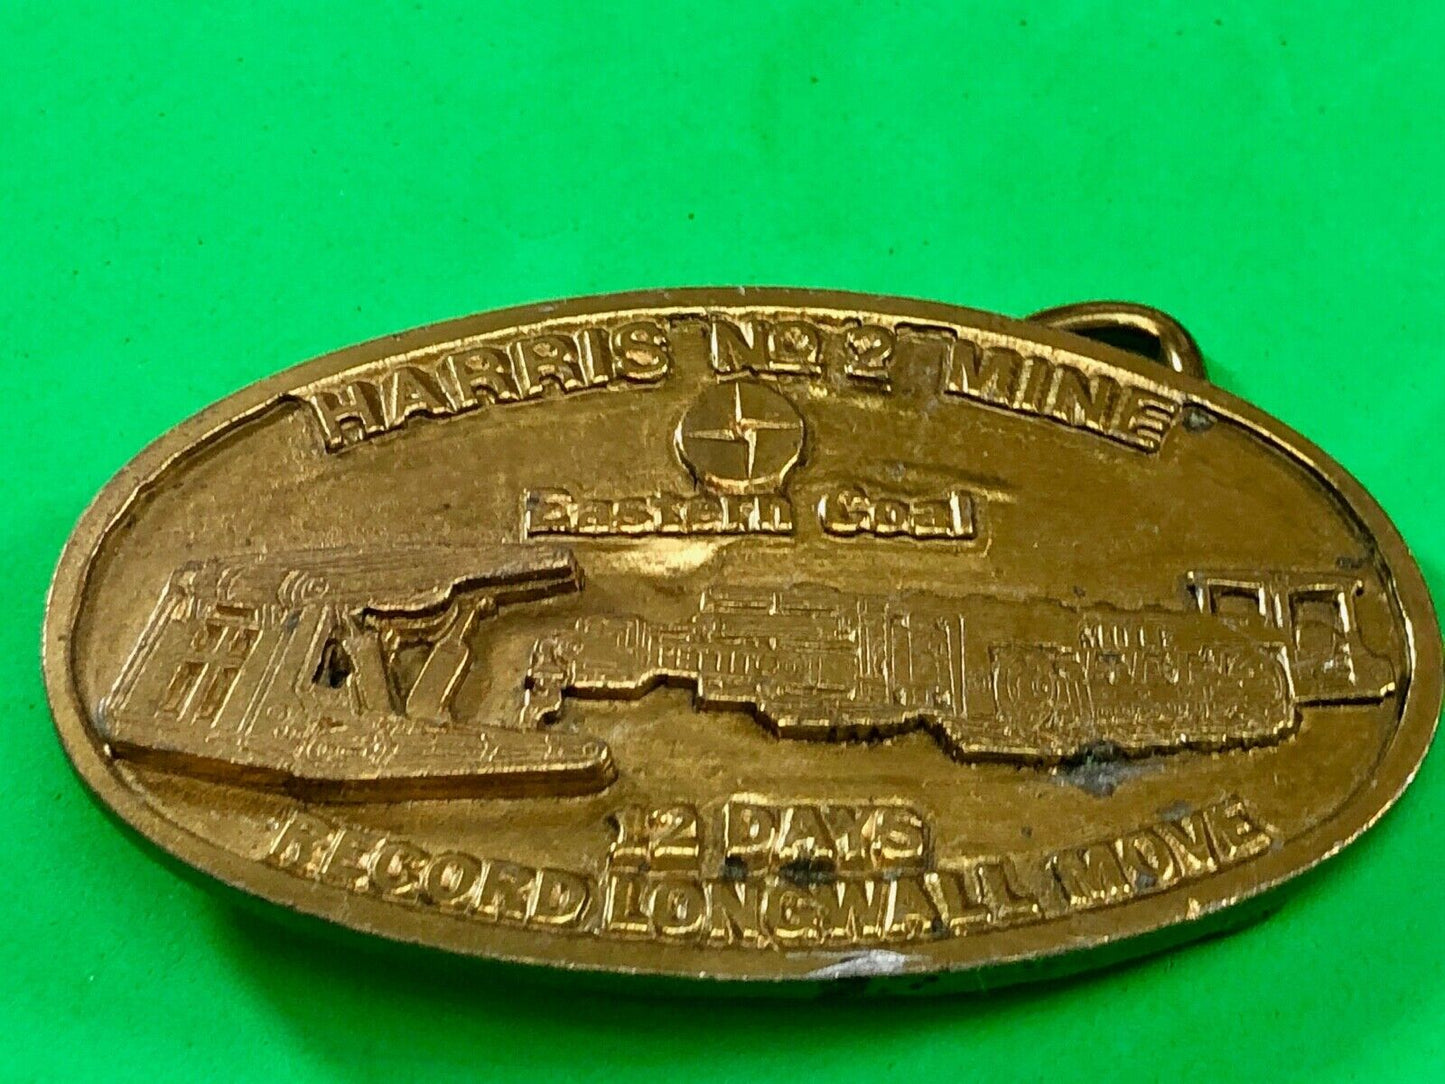 HARRIS No 2 MINE
Eastern Coal
12 DAYS
RECORD LONGWALL MOVE